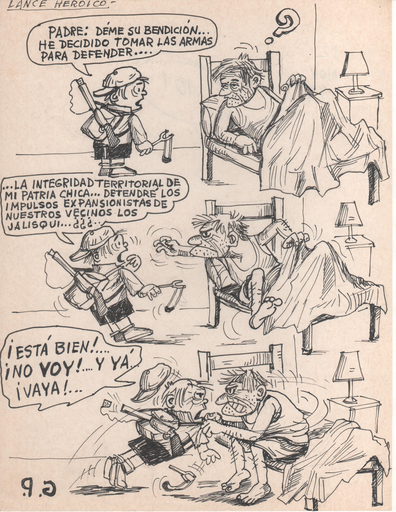 LANCE HEROICO.-
PADRE: DÉME SU BENDICIÓN...
HE DECIDIDO TOMAR LAS ARMAS
PARA DEFENDER....
?
...LA INTEGRIDAD TERRITORIAL DE
MI PATRIA CHICA... DETENDRÉ LOS
IMPULSOS EXPANSIONISTAS DE
NUESTROS VECINOS LOS
JALISQUI...¿¿¿....
¡ESTÁ BIEN!....
¡NO VOY!.... Y YÁ..
¡VAYA!...
G.P.